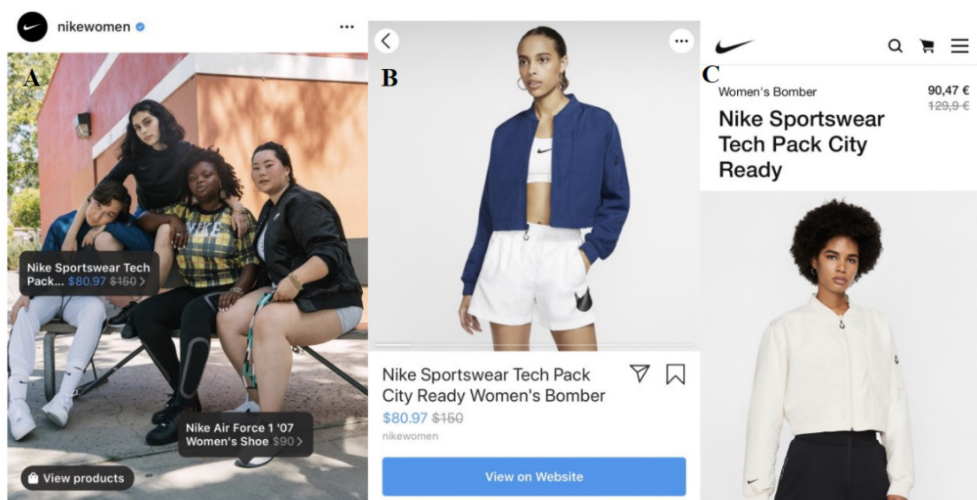 nikewomen
A
Nike Sportswear Tech
Pack... $80.97 $150 >
Nike Air Force 1 '07
Women's Shoe $90 >
View products
B
Nike Sportswear Tech Pack
City Ready Women's Bomber
$80.97 $150
nikewomen
View on Website
C
Women's Bomber
90,47 €
129,9 €
Nike Sportswear
Tech Pack City
Ready
NIKE